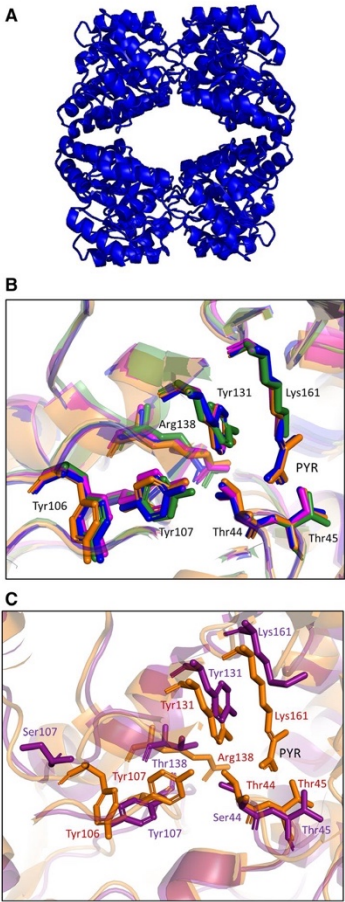 A
B
Tyr131
Lys161
Arg138
PYR
Tyr106
Tyr107
Thr44
Thr45
C
Lys161
Tyr131
Ser107
Tyr131
Lys161
Thr138
Arg138
PYR
Tyr107
Thr44
Thr45
Tyr106
Tyr107
Ser44
Thr45